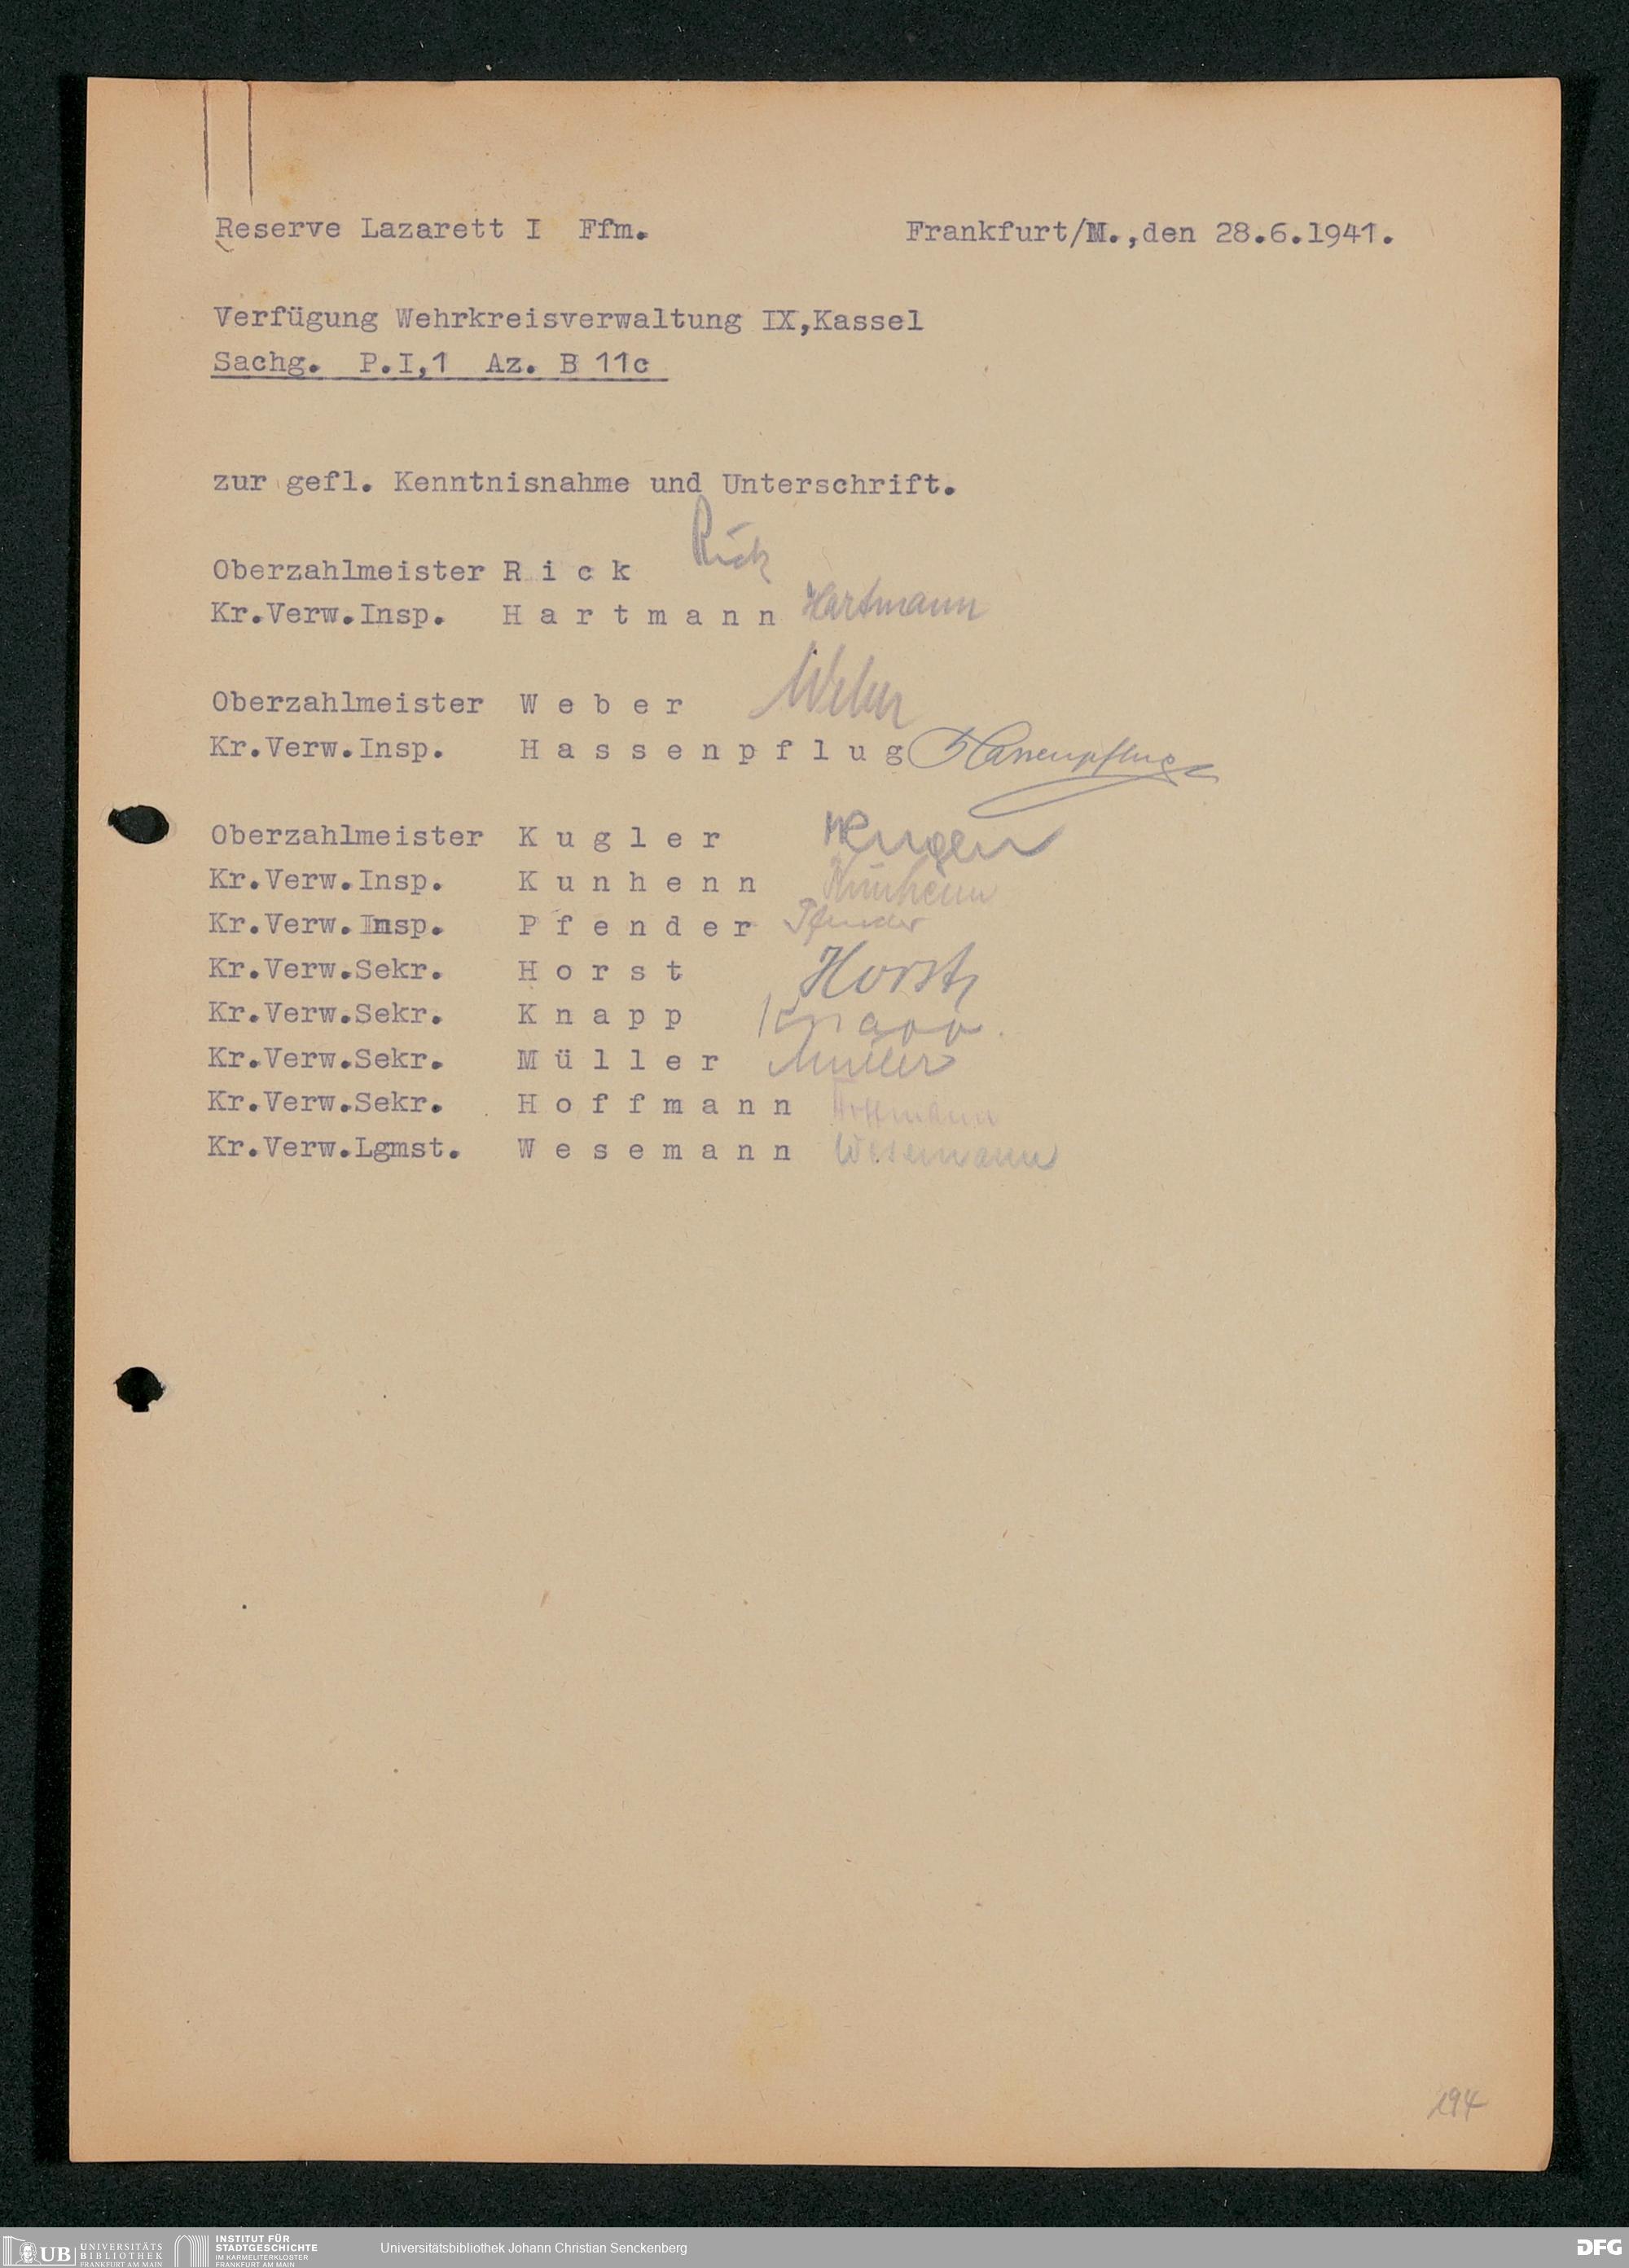 Reserve Lazarett I Ffm. Frankfurt/M.,den 28.6.1941.
Verfügung Wehrkreisverwaltung IX,Kassel
Sachg. P.I,1 Az. B 11c
zur gefl. Kenntnisnahme und Unterschrift.
Oberzahlmeister R i c k Rick
Kr.Verw.Insp. H a r t m a n n Hartmann
Oberzahlmeister W e b e r Weber
Kr.Verw.Insp. H a s s e n p f l u g Hassenpflug
Oberzahlmeister K u g l e r
Kr.Verw.Insp. K u n h e n n Kunhenn
Kr.Verw.Insp. P f e n d e r Pfender
Kr.Verw.Sekr. H o r s t Horst
Kr.Verw.Sekr. K n a p p Knapp.
Kr.Verw.Sekr. M ü l l e r Müller
Kr.Verw.Sekr. H o f f m a n n Hoffmann
Kr.Verw.Lgmst. W e s e m a n n Wesemann
194
UB UNIVERSITÄTS
BIBLIOTHEK
FRANKFURT AM MAIN
INSTITUT FÜR
STADTGESCHICHTE
IM KARMELITERKLOSTER
FRANKFURT AM MAIN
Universitätsbibliothek Johann Christian Senckenberg
DFG